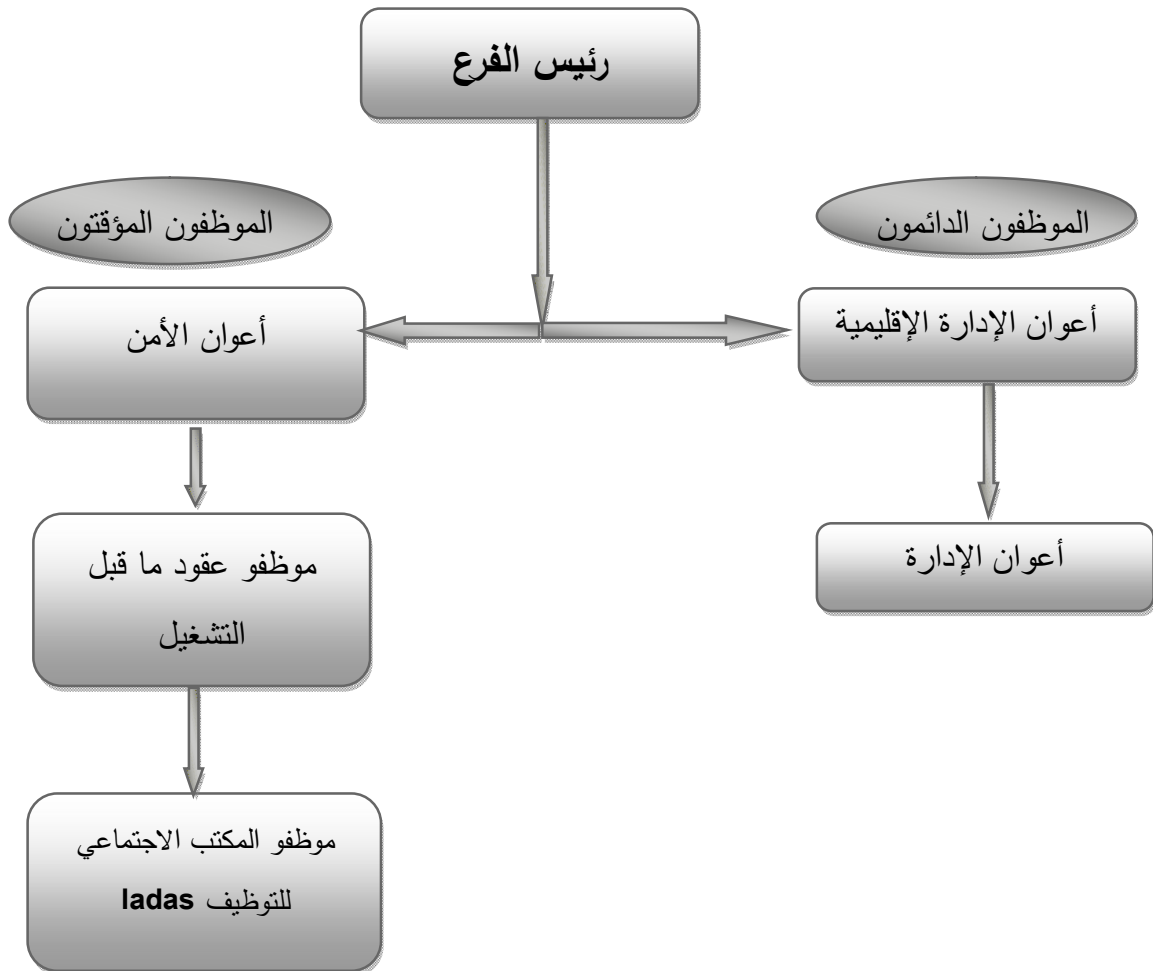 رئيس الفرع
الموظفون الدائمون
الموظفون المؤقتون
أعوان الإدارة الإقليمية
أعوان الأمن
أعوان الإدارة
موظفو عقود ما قبل
التشغيل
موظفو المكتب الاجتماعي
للتوظيف ladas